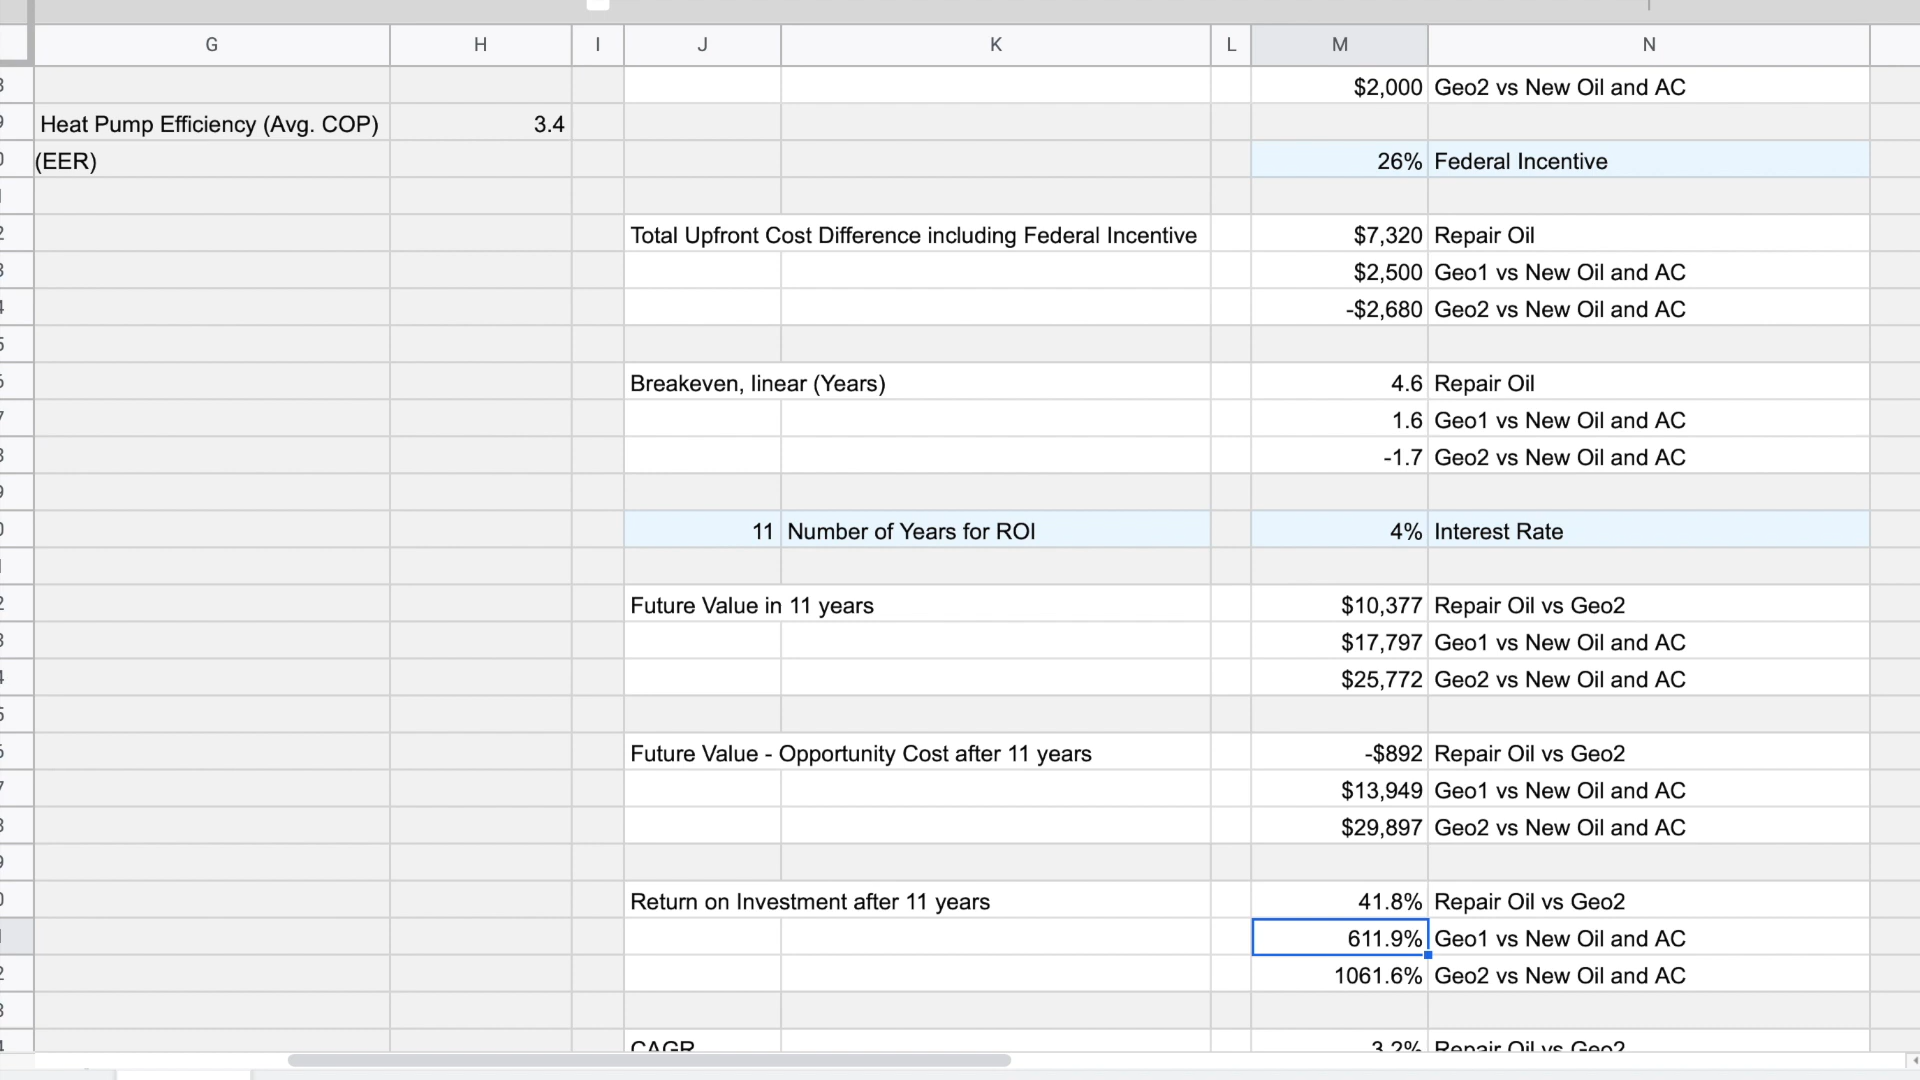 G H I J K L M N
$2,000 Geo2 vs New Oil and AC
Heat Pump Efficiency (Avg. COP) 3.4
(EER) 26% Federal Incentive
Total Upfront Cost Difference including Federal Incentive $7,320 Repair Oil
$2,500 Geo1 vs New Oil and AC
-$2,680 Geo2 vs New Oil and AC
Breakeven, linear (Years) 4.6 Repair Oil
1.6 Geo1 vs New Oil and AC
-1.7 Geo2 vs New Oil and AC
11 Number of Years for ROI 4% Interest Rate
Future Value in 11 years $10,377 Repair Oil vs Geo2
$17,797 Geo1 vs New Oil and AC
$25,772 Geo2 vs New Oil and AC
Future Value - Opportunity Cost after 11 years -$892 Repair Oil vs Geo2
$13,949 Geo1 vs New Oil and AC
$29,897 Geo2 vs New Oil and AC
Return on Investment after 11 years 41.8% Repair Oil vs Geo2
611.9% Geo1 vs New Oil and AC
1061.6% Geo2 vs New Oil and AC
CAGR 3.2% Repair Oil vs Geo2